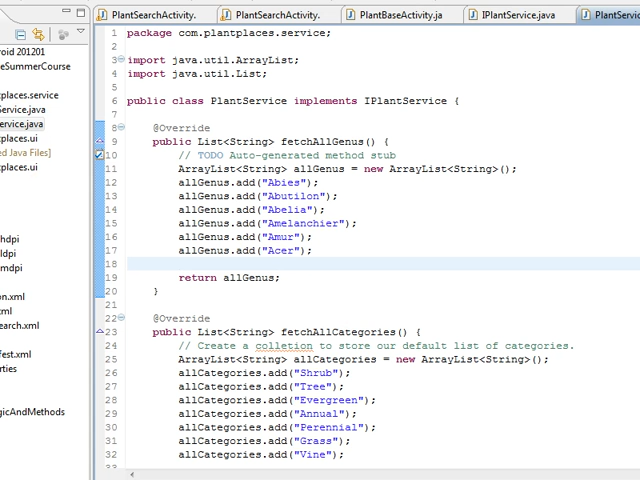 PlantSearchActivity.
PlantSearchActivity.
PlantBaseActivity.ja
IPlantService.java
PlantServic
roid 201201
eSummerCourse
tplaces.service
Service.java
ervice.java
tplaces.ui
ed Java Files]
tplaces.ui
hdpi
ldpi
mdpi
on.xml
.xml
earch.xml
fest.xml
erties
gicAndMethods
1 package com.plantplaces.service;
2
3 import java.util.ArrayList;
4 import java.util.List;
5
6 public class PlantService implements IPlantService {
7
8 @Override
9 public List<String> fetchAllGenus() {
10 // TODO Auto-generated method stub
11 ArrayList<String> allGenus = new ArrayList<String>();
12 allGenus.add("Abies");
13 allGenus.add("Abutilon");
14 allGenus.add("Abelia");
15 allGenus.add("Amelanchier");
16 allGenus.add("Amur");
17 allGenus.add("Acer");
18
19 return allGenus;
20 }
21
22 @Override
23 public List<String> fetchAllCategories() {
24 // Create a colletion to store our default list of categories.
25 ArrayList<String> allCategories = new ArrayList<String>();
26 allCategories.add("Shrub");
27 allCategories.add("Tree");
28 allCategories.add("Evergreen");
29 allCategories.add("Annual");
30 allCategories.add("Perennial");
31 allCategories.add("Grass");
32 allCategories.add("Vine");
33